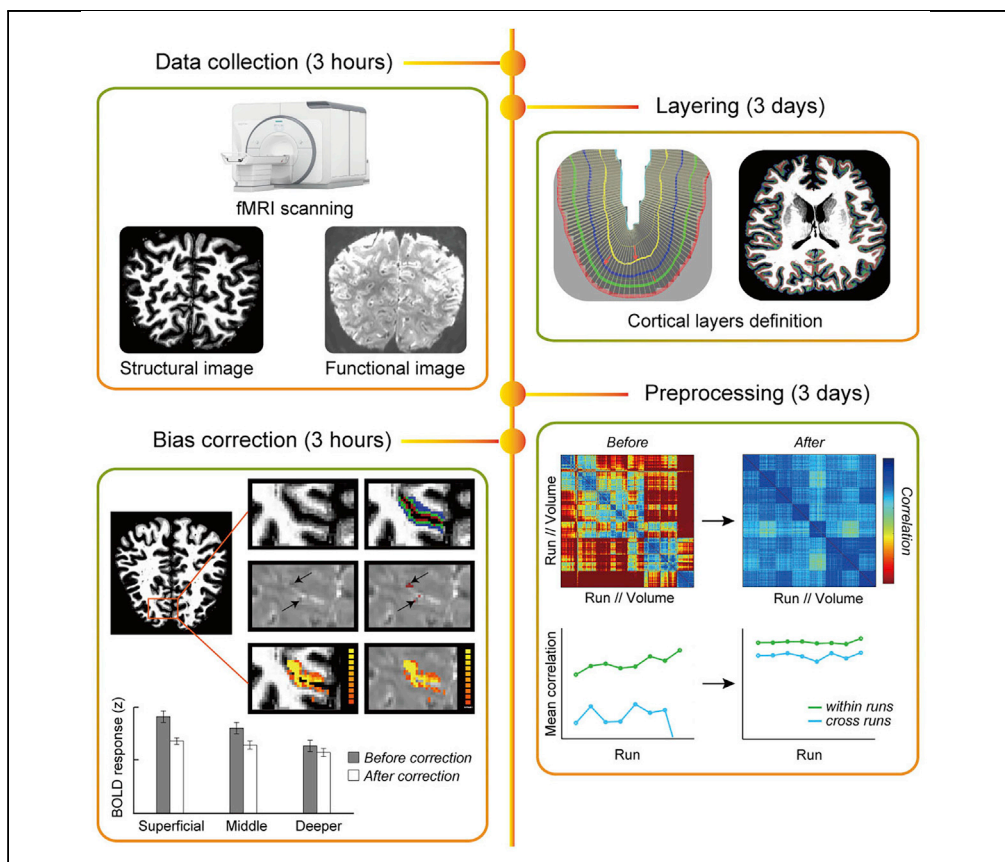 Data collection (3 hours)
fMRI scanning
Structural image
Functional image
Layering (3 days)
Cortical layers definition
Preprocessing (3 days)
Before
After
Run // Volume
Run // Volume
Run // Volume
Correlation
Mean correlation
Run
Run
within runs
cross runs
Bias correction (3 hours)
BOLD response (z)
Before correction
After correction
Superficial
Middle
Deeper